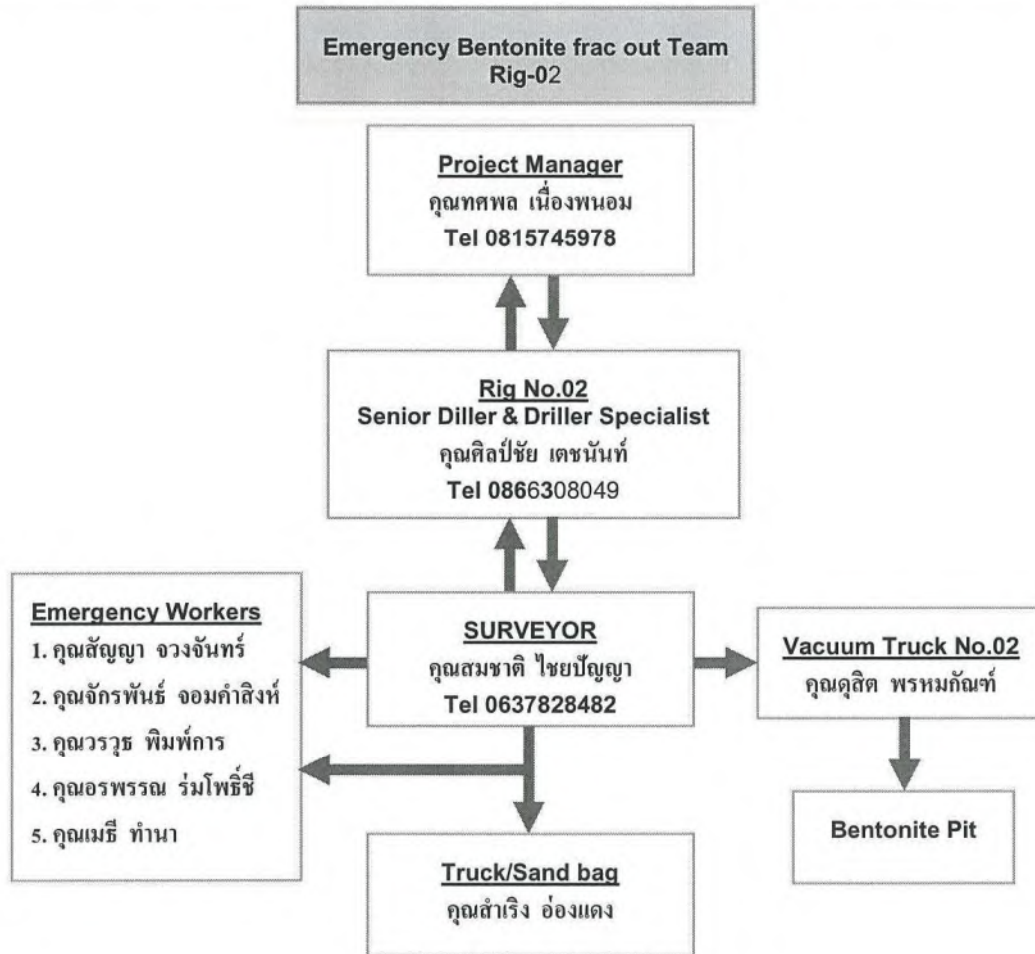 Emergency Bentonite frac out Team
Rig-02
Project Manager
คุณทศพล เนื่องพนอม
Tel 0815745978
Rig No.02
Senior Diller & Driller Specialist
คุณศิลป์ชัย เตชนันท์
Tel 0866308049
SURVEYOR
คุณสมชาติ ไชยปัญญา
Tel 0637828482
Emergency Workers
1. คุณสัญญา จวงจันทร์
2. คุณจักรพันธ์ จอมคำสิงห์
3. คุณวรวุธ พิมพ์การ
4. คุณอรพรรณ ร่มโพธิ์ชี
5. คุณเมธี ทำนา
Vacuum Truck No.02
คุณดุสิต พรหมกัณฑ์
Bentonite Pit
Truck/Sand bag
คุณสำเริง อ่องแดง